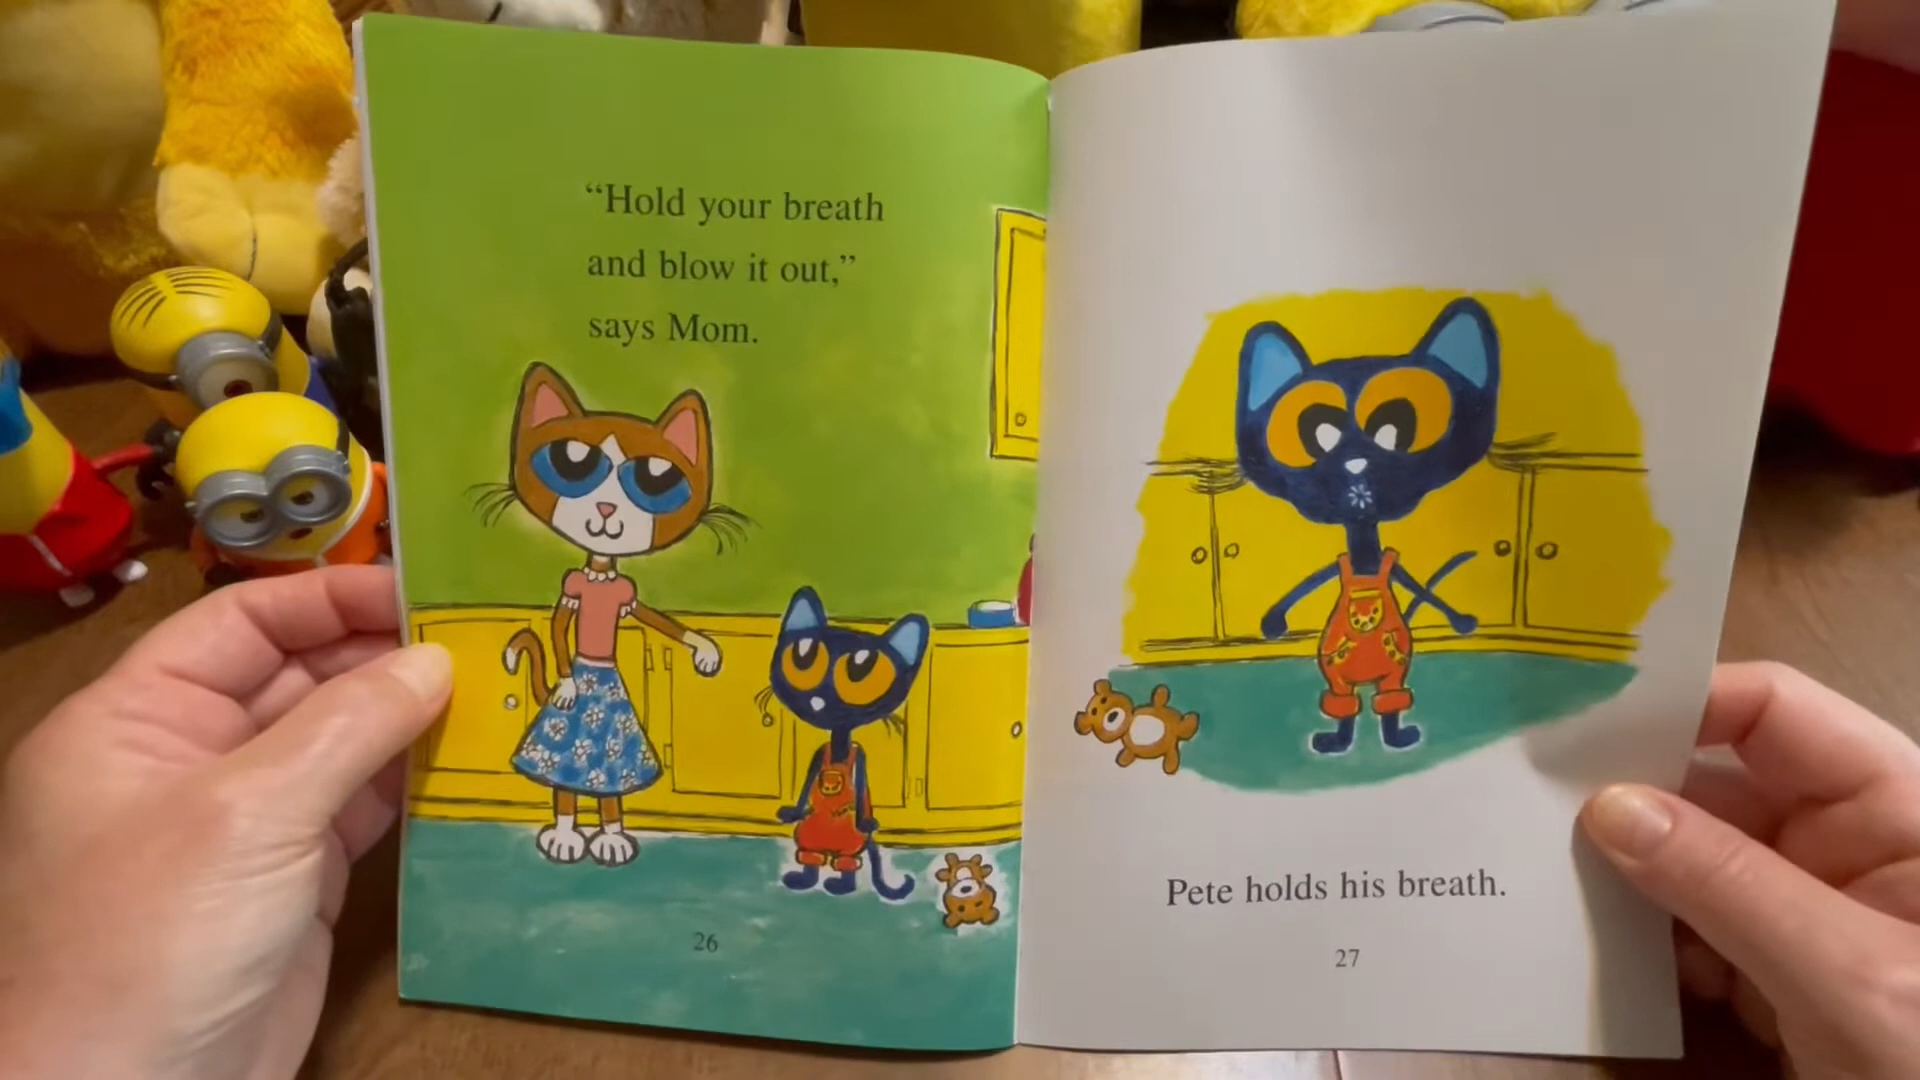 “Hold your breath
and blow it out,”
says Mom.
26
Pete holds his breath.
27